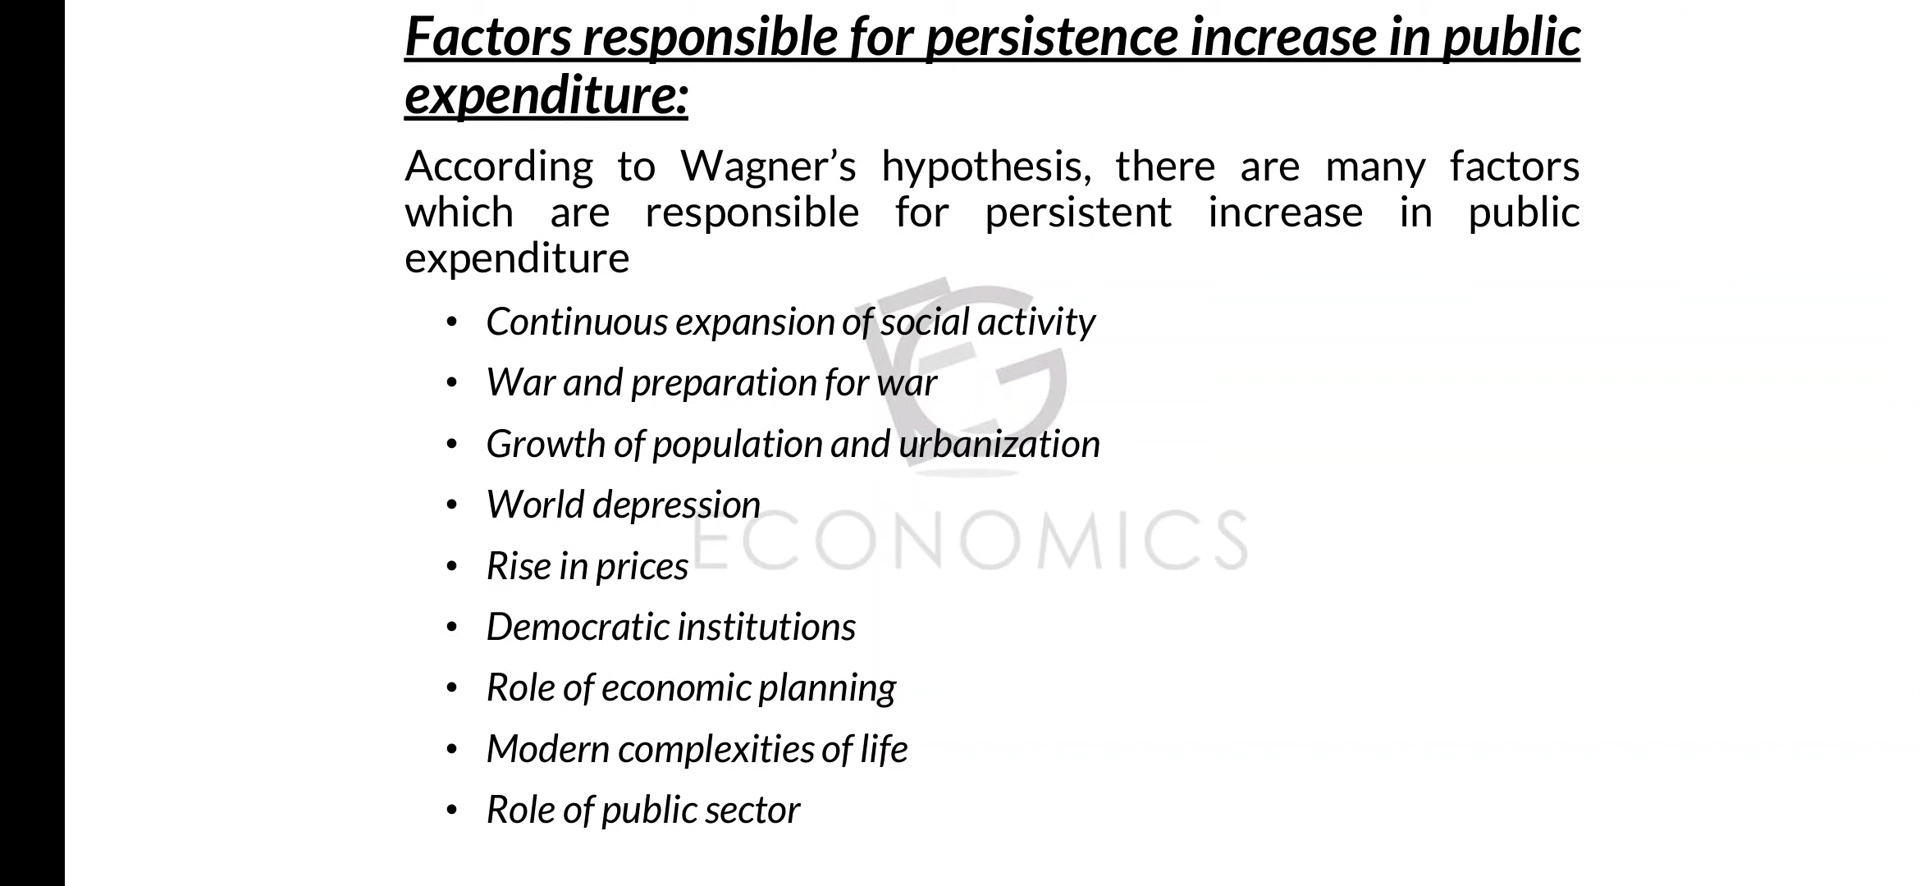 Factors responsible for persistence increase in public
expenditure:
According to Wagner’s hypothesis, there are many factors
which are responsible for persistent increase in public
expenditure
• Continuous expansion of social activity
• War and preparation for war
• Growth of population and urbanization
• World depression
• Rise in prices
• Democratic institutions
• Role of economic planning
• Modern complexities of life
• Role of public sector
EG
ECONOMICS